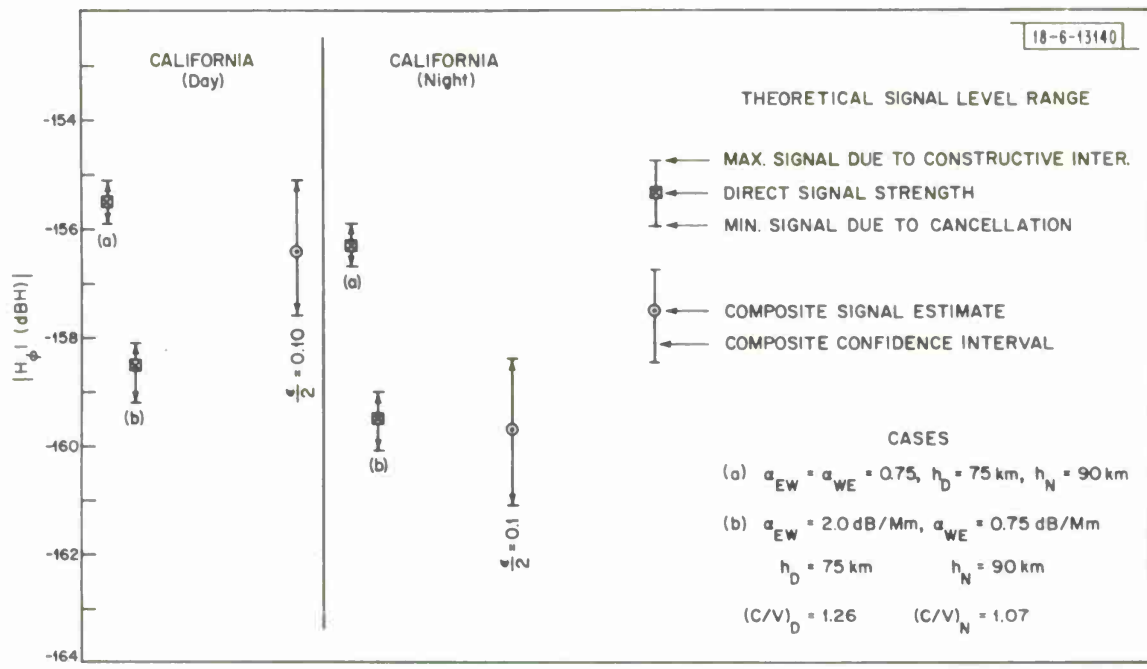 18-6-13140
CALIFORNIA
(Day)
CALIFORNIA
(Night)
THEORETICAL SIGNAL LEVEL RANGE
MAX. SIGNAL DUE TO CONSTRUCTIVE INTER.
DIRECT SIGNAL STRENGTH
MIN. SIGNAL DUE TO CANCELLATION
COMPOSITE SIGNAL ESTIMATE
COMPOSITE CONFIDENCE INTERVAL
|H_ϕ| (dBH)
-154
-156
-158
-160
-162
-164
(a)
(b)
ϵ/2 = 0.10
(a)
(b)
ϵ/2 = 0.1
CASES
(a) α_EW = α_WE = 0.75, h_D = 75 km, h_N = 90 km
(b) α_EW = 2.0 dB/Mm, α_WE = 0.75 dB/Mm
h_D = 75 km h_N = 90 km
(C/V)_D = 1.26 (C/V)_N = 1.07